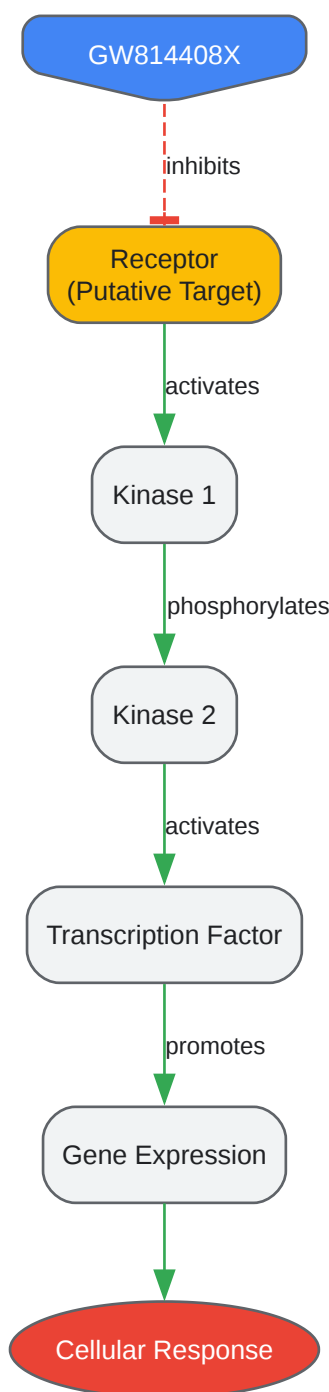 GW814408X
inhibits
Receptor
(Putative Target)
activates
Kinase 1
phosphorylates
Kinase 2
activates
Transcription Factor
promotes
Gene Expression
Cellular Response